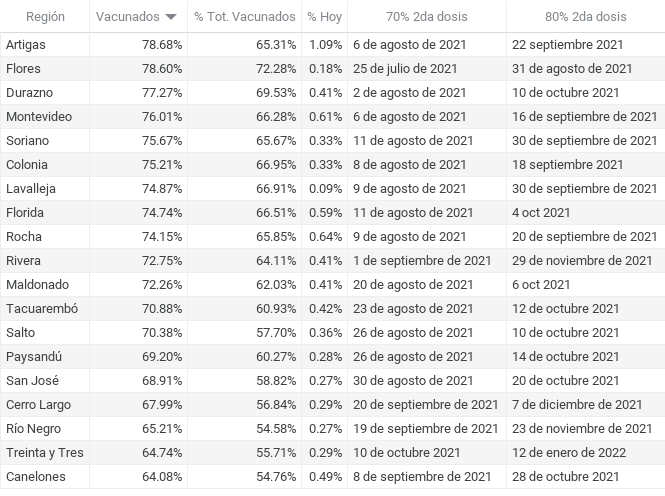 Región Vacunados % Tot. Vacunados % Hoy 70% 2da dosis 80% 2da dosis
Artigas 78.68% 65.31% 1.09% 6 de agosto de 2021 22 septiembre 2021
Flores 78.60% 72.28% 0.18% 25 de julio de 2021 31 de agosto de 2021
Durazno 77.27% 69.53% 0.41% 2 de agosto de 2021 10 de octubre 2021
Montevideo 76.01% 66.28% 0.61% 6 de agosto de 2021 16 de septiembre de 2021
Soriano 75.67% 65.67% 0.33% 11 de agosto de 2021 30 de septiembre de 2021
Colonia 75.21% 66.95% 0.33% 8 de agosto de 2021 18 septiembre 2021
Lavalleja 74.87% 66.91% 0.09% 9 de agosto de 2021 30 de septiembre de 2021
Florida 74.74% 66.51% 0.59% 11 de agosto de 2021 4 oct 2021
Rocha 74.15% 65.85% 0.64% 9 de agosto de 2021 20 de septiembre de 2021
Rivera 72.75% 64.11% 0.41% 1 de septiembre de 2021 29 de noviembre de 2021
Maldonado 72.26% 62.03% 0.41% 20 de agosto de 2021 6 oct 2021
Tacuarembó 70.88% 60.93% 0.42% 23 de agosto de 2021 12 de octubre 2021
Salto 70.38% 57.70% 0.36% 26 de agosto de 2021 10 de octubre 2021
Paysandú 69.20% 60.27% 0.28% 26 de agosto de 2021 14 de octubre 2021
San José 68.91% 58.82% 0.27% 30 de agosto de 2021 20 de octubre 2021
Cerro Largo 67.99% 56.84% 0.29% 20 de septiembre de 2021 7 de diciembre de 2021
Río Negro 65.21% 54.58% 0.27% 19 de septiembre de 2021 23 de noviembre de 2021
Treinta y Tres 64.74% 55.71% 0.29% 10 de octubre 2021 12 de enero de 2022
Canelones 64.08% 54.76% 0.49% 8 de septiembre de 2021 28 de octubre 2021